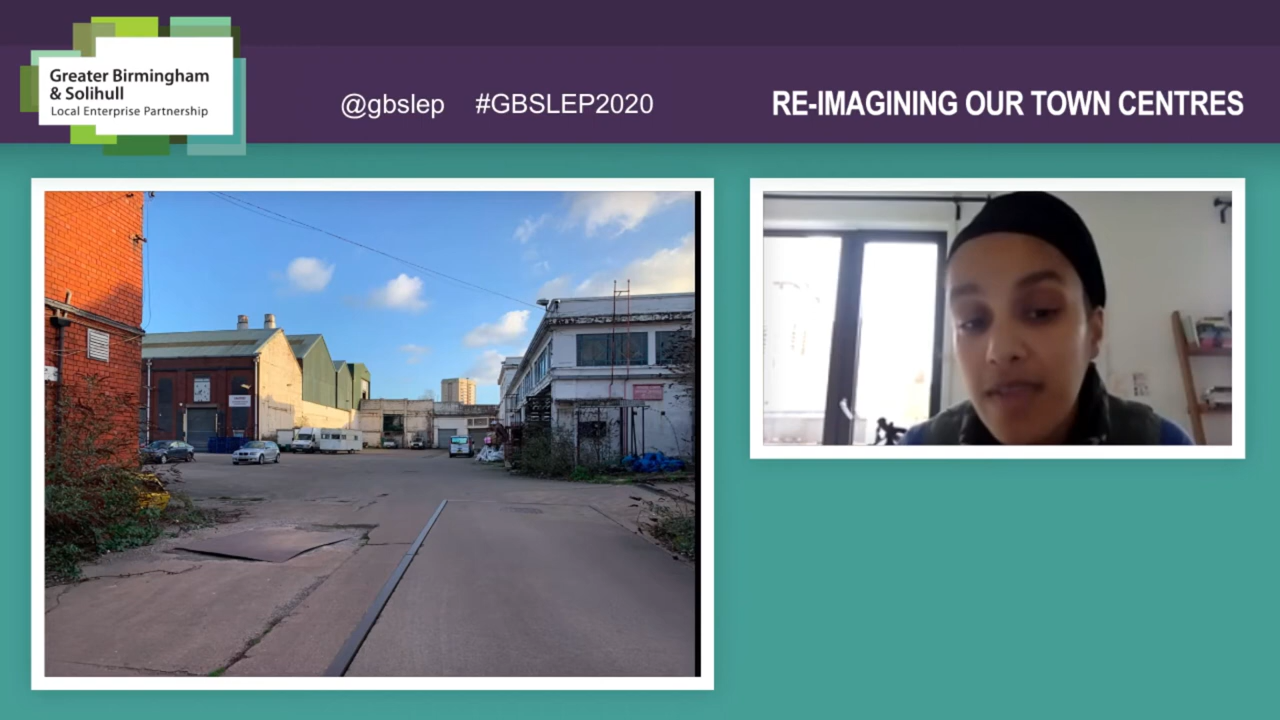 Greater Birmingham
& Solihull
Local Enterprise Partnership
@gbslep #GBSLEP2020
RE-IMAGINING OUR TOWN CENTRES